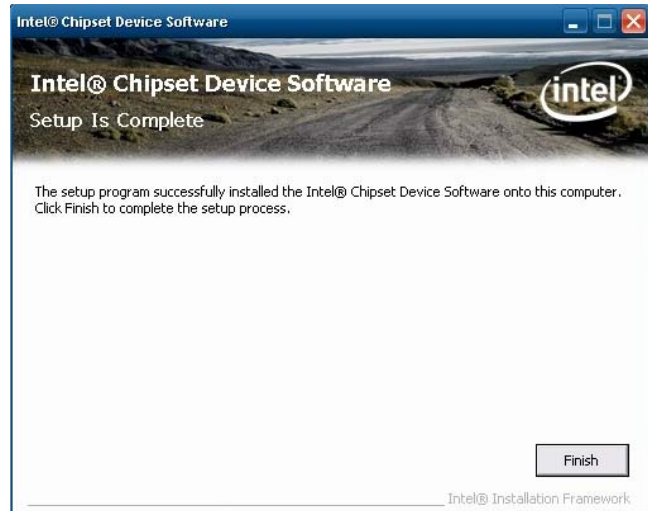 Intel® Chipset Device Software
Intel® Chipset Device Software
intel
Setup Is Complete
The setup program successfully installed the Intel® Chipset Device Software onto this computer.
Click Finish to complete the setup process.
Finish
Intel® Installation Framework